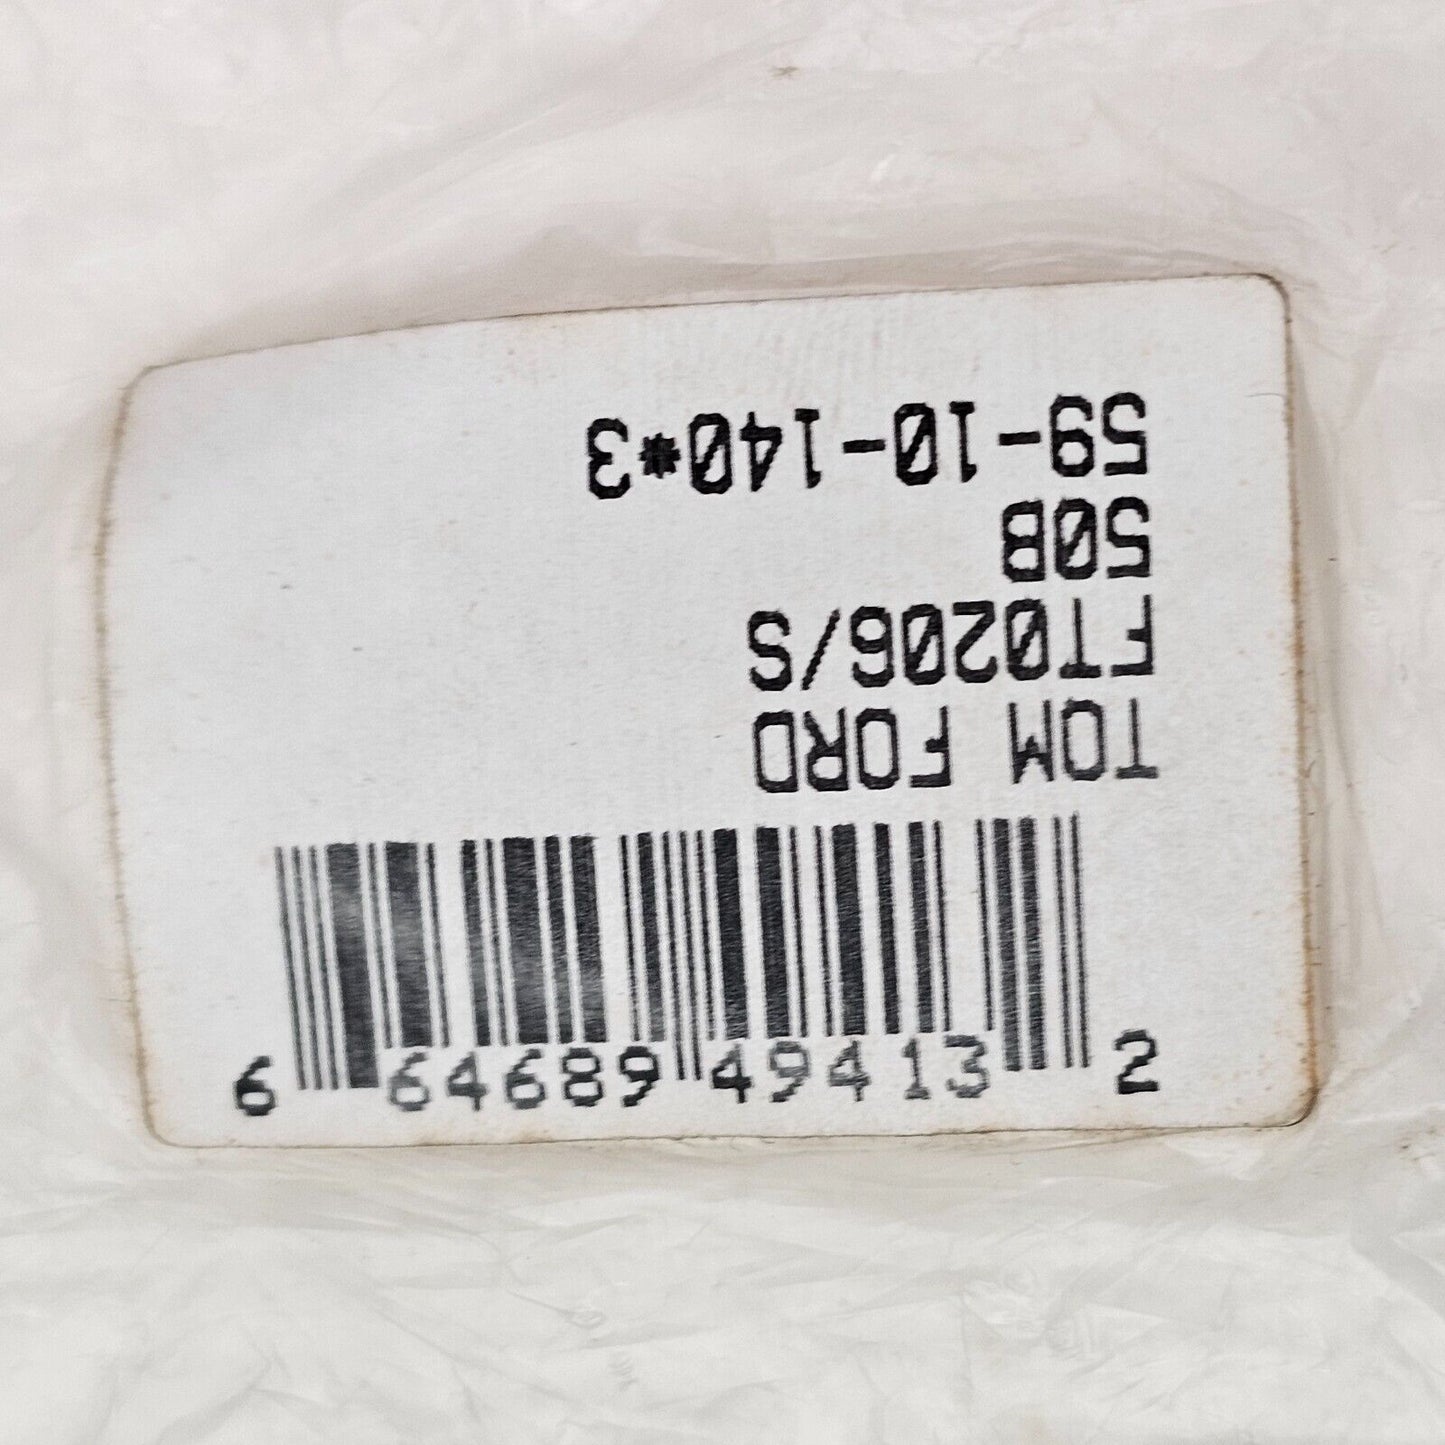 TOM FORD
FT0206/S
50B
59-10-140*3
6 64689 49413 2